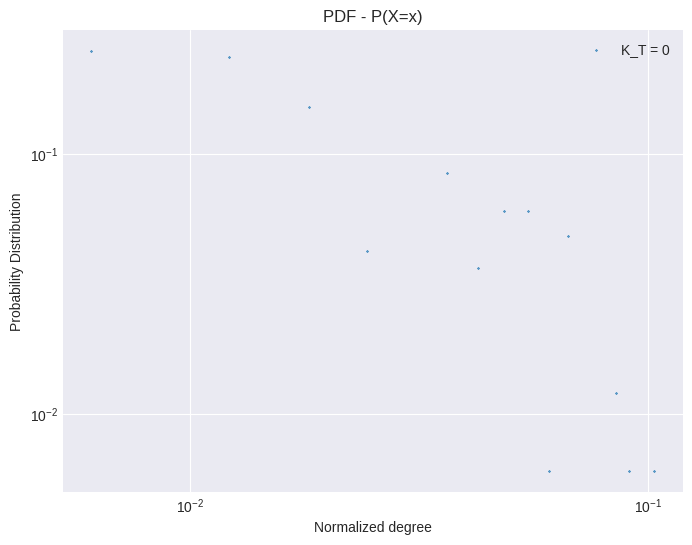 PDF - P(X=x)
K_T = 0
10⁻¹
10⁻²
Probability Distribution
10⁻²
10⁻¹
Normalized degree